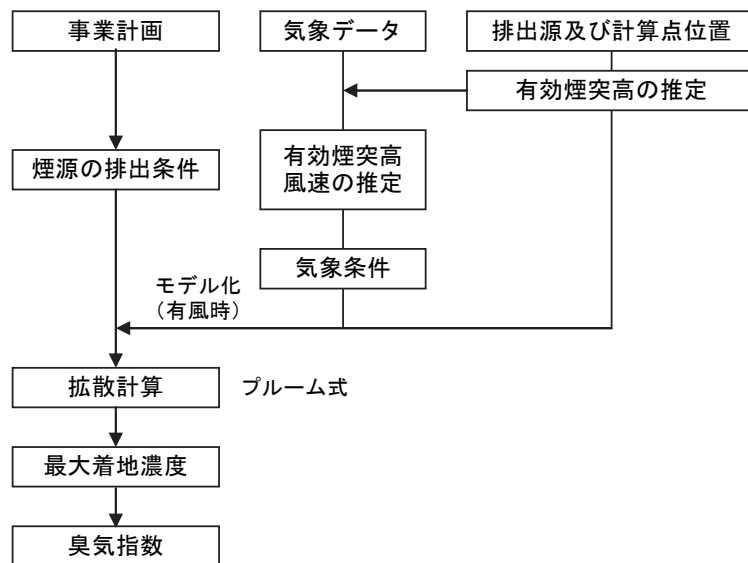 事業計画
気象データ
排出源及び計算点位置
有効煙突高の推定
煙源の排出条件
有効煙突高
風速の推定
気象条件
モデル化
（有風時）
拡散計算
プルーム式
最大着地濃度
臭気指数